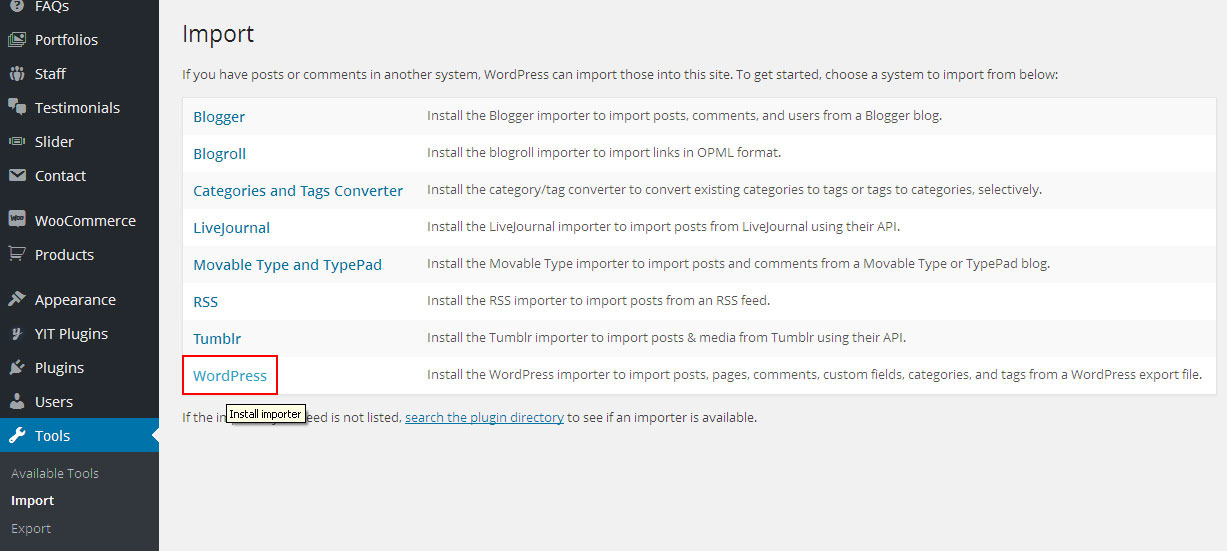 FAQs
Portfolios
Staff
Testimonials
Slider
Contact
Woo
WooCommerce
Products
Appearance
YIT Plugins
Plugins
Users
Tools
Available Tools
Import
Export
Import
If you have posts or comments in another system, WordPress can import those into this site. To get started, choose a system to import from below:
Blogger Install the Blogger importer to import posts, comments, and users from a Blogger blog.
Blogroll Install the blogroll importer to import links in OPML format.
Categories and Tags Converter Install the category/tag converter to convert existing categories to tags or tags to categories, selectively.
LiveJournal Install the LiveJournal importer to import posts from LiveJournal using their API.
Movable Type and TypePad Install the Movable Type importer to import posts and comments from a Movable Type or TypePad blog.
RSS Install the RSS importer to import posts from an RSS feed.
Tumblr Install the Tumblr importer to import posts & media from Tumblr using their API.
WordPress Install the WordPress importer to import posts, pages, comments, custom fields, categories, and tags from a WordPress export file.
Install importer
If the is not listed, search the plugin directory to see if an importer is available.